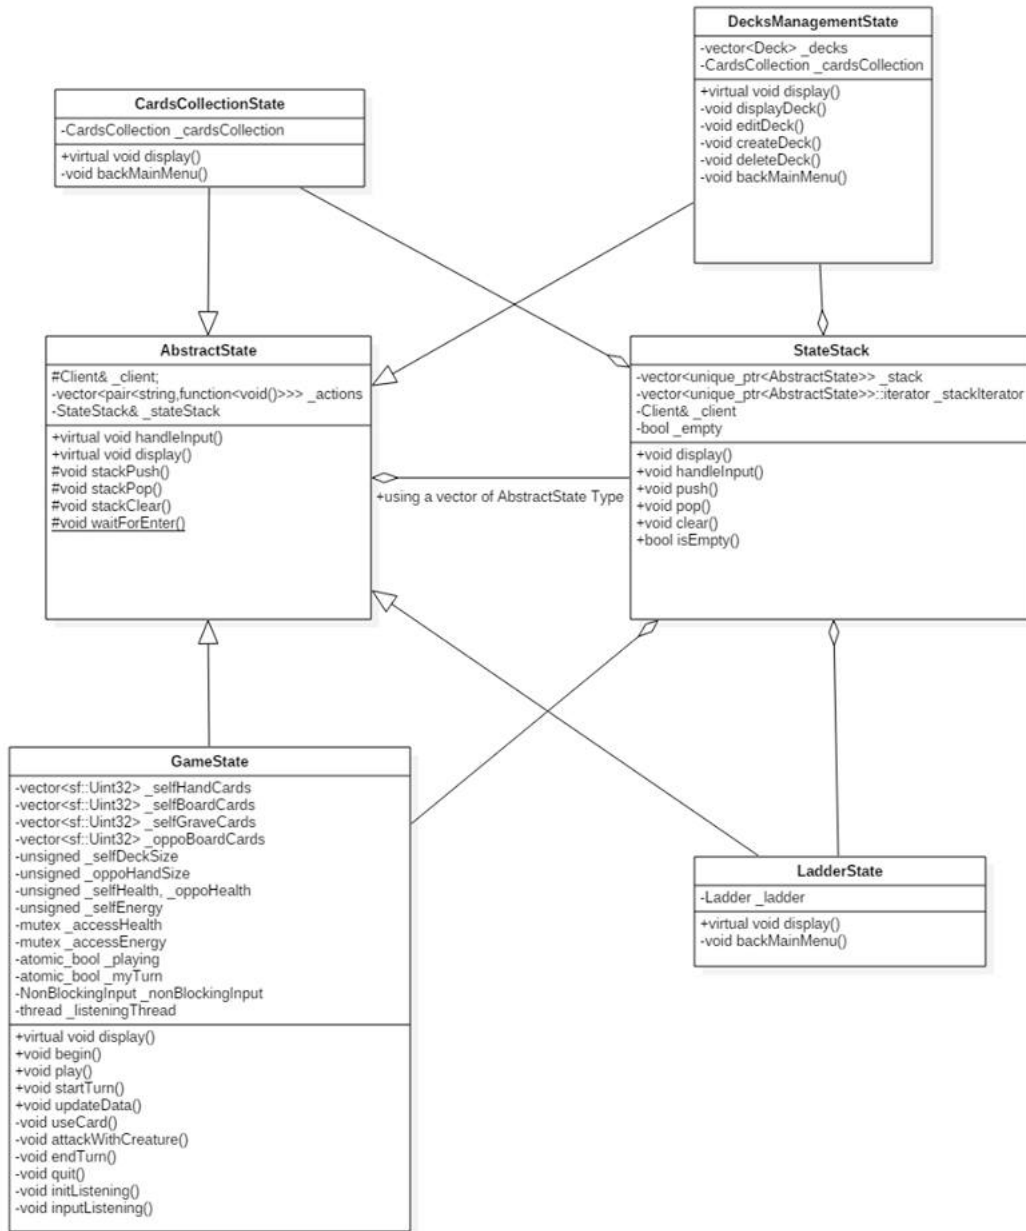 DecksManagementState
-vector<Deck> _decks
-CardsCollection _cardsCollection
+virtual void display()
-void displayDeck()
-void editDeck()
-void createDeck()
-void deleteDeck()
-void backMainMenu()
CardsCollectionState
-CardsCollection _cardsCollection
+virtual void display()
-void backMainMenu()
AbstractState
#Client& _client;
-vector<pair<string,function<void()>>> _actions
-StateStack& _stateStack
+virtual void handleInput()
+virtual void display()
#void stackPush()
#void stackPop()
#void stackClear()
#void waitForEnter()
+using a vector of AbstractState Type
StateStack
-vector<unique_ptr<AbstractState>> _stack
-vector<unique_ptr<AbstractState>>::iterator _stackIterator
-Client& _client
-bool _empty
+void display()
+void handleInput()
+void push()
+void pop()
+void clear()
+bool isEmpty()
GameState
-vector<sf::Uint32> _selfHandCards
-vector<sf::Uint32> _selfBoardCards
-vector<sf::Uint32> _selfGraveCards
-vector<sf::Uint32> _oppoBoardCards
-unsigned _selfDeckSize
-unsigned _oppoHandSize
-unsigned _selfHealth, _oppoHealth
-unsigned _selfEnergy
-mutex _accessHealth
-mutex _accessEnergy
-atomic_bool _playing
-atomic_bool _myTurn
-NonBlockingInput _nonBlockingInput
-thread _listeningThread
+virtual void display()
+void begin()
+void play()
+void startTurn()
+void updateData()
-void useCard()
-void attackWithCreature()
-void endTurn()
-void quit()
-void initListening()
-void inputListening()
LadderState
-Ladder _ladder
+virtual void display()
-void backMainMenu()